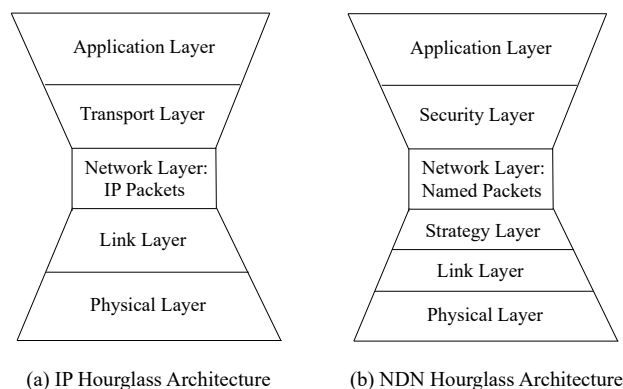 Application Layer
Transport Layer
Network Layer:
IP Packets
Link Layer
Physical Layer
(a) IP Hourglass Architecture
Application Layer
Security Layer
Network Layer:
Named Packets
Strategy Layer
Link Layer
Physical Layer
(b) NDN Hourglass Architecture